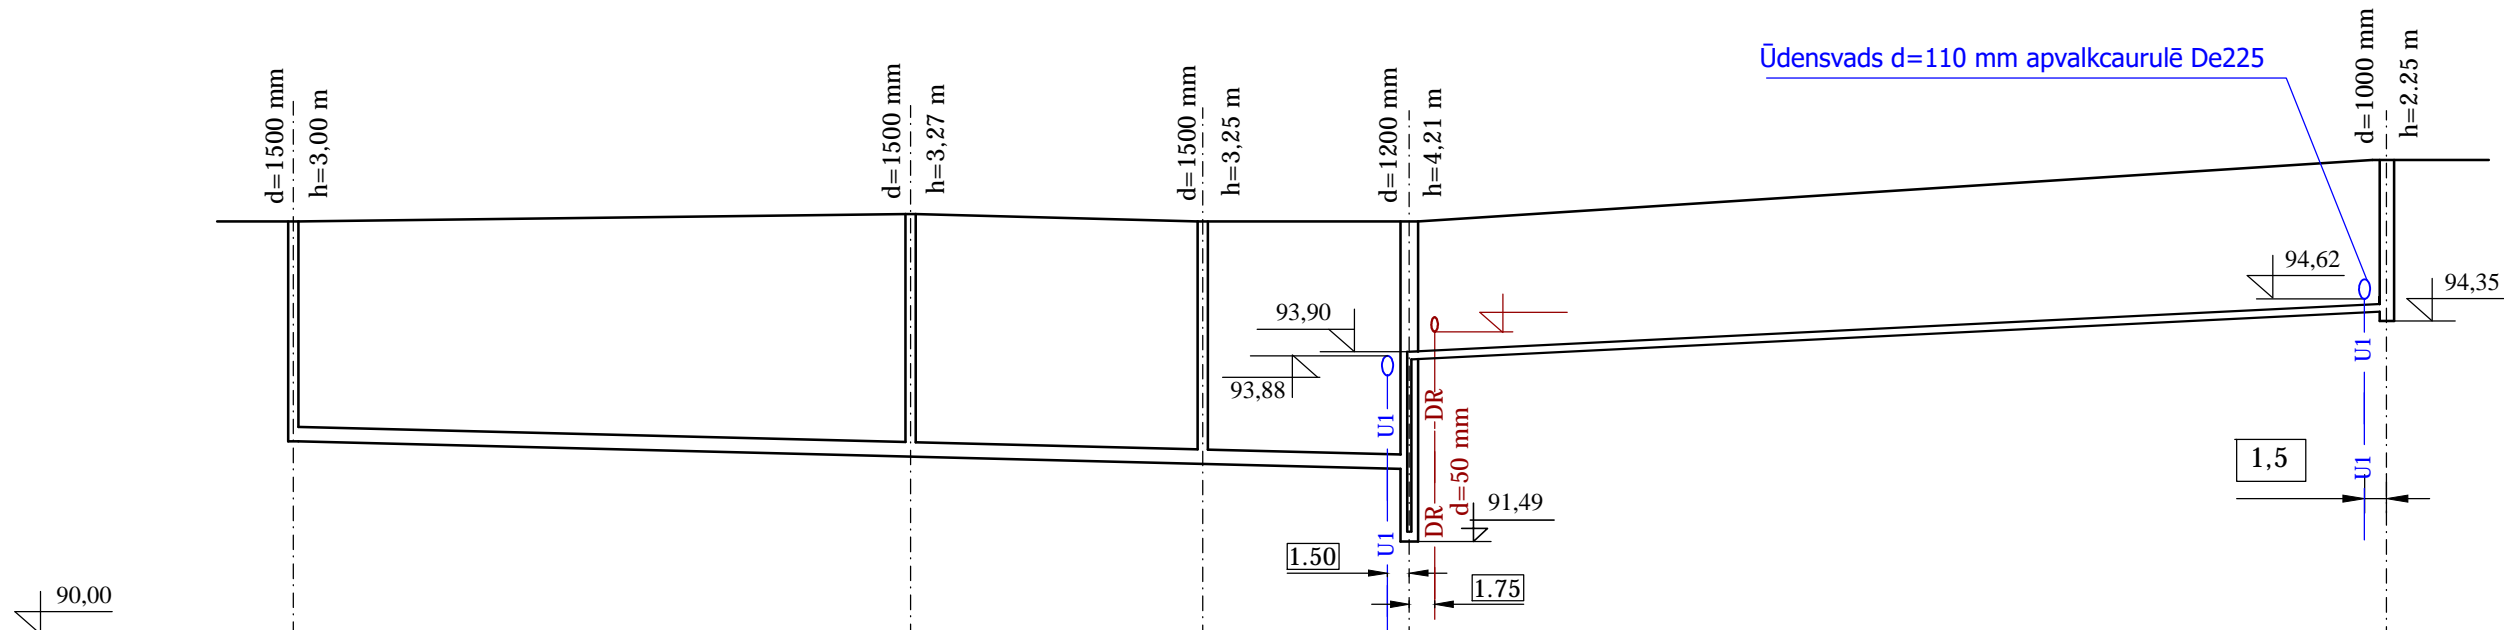 d=1500 mm
h=3,00 m
d=1500 mm
h=3,27 m
d=1500 mm
h=3,25 m
d=1200 mm
h=4,21 m
Ūdensvads d=110 mm apvalkcaurulē De225
d=1000 mm
h=2.25 m
94,62
94,35
93,90
93,88
U1
U1
DR
DR
d=50 mm
91,49
U1
U1
1,5
1.50
1.75
90,00